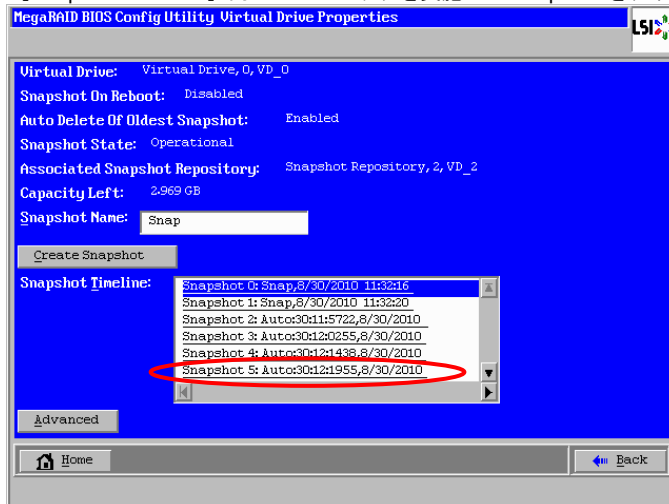 MegaRAID BIOS Config Utility Virtual Drive Properties
LSI
Virtual Drive: Virtual Drive, 0, VD_0
Snapshot On Reboot: Disabled
Auto Delete Of Oldest Snapshot: Enabled
Snapshot State: Operational
Associated Snapshot Repository: Snapshot Repository, 2, VD_2
Capacity Left: 2.969 GB
Snapshot Name: Snap
Create Snapshot
Snapshot Timeline:
Snapshot 0: Snap,8/30/2010 11:32:16
Snapshot 1: Snap,8/30/2010 11:32:20
Snapshot 2: Auto:30:11:5722,8/30/2010
Snapshot 3: Auto:30:12:0255,8/30/2010
Snapshot 4: Auto:30:12:1438,8/30/2010
Snapshot 5: Auto:30:12:1955,8/30/2010
Advanced
Home
Back